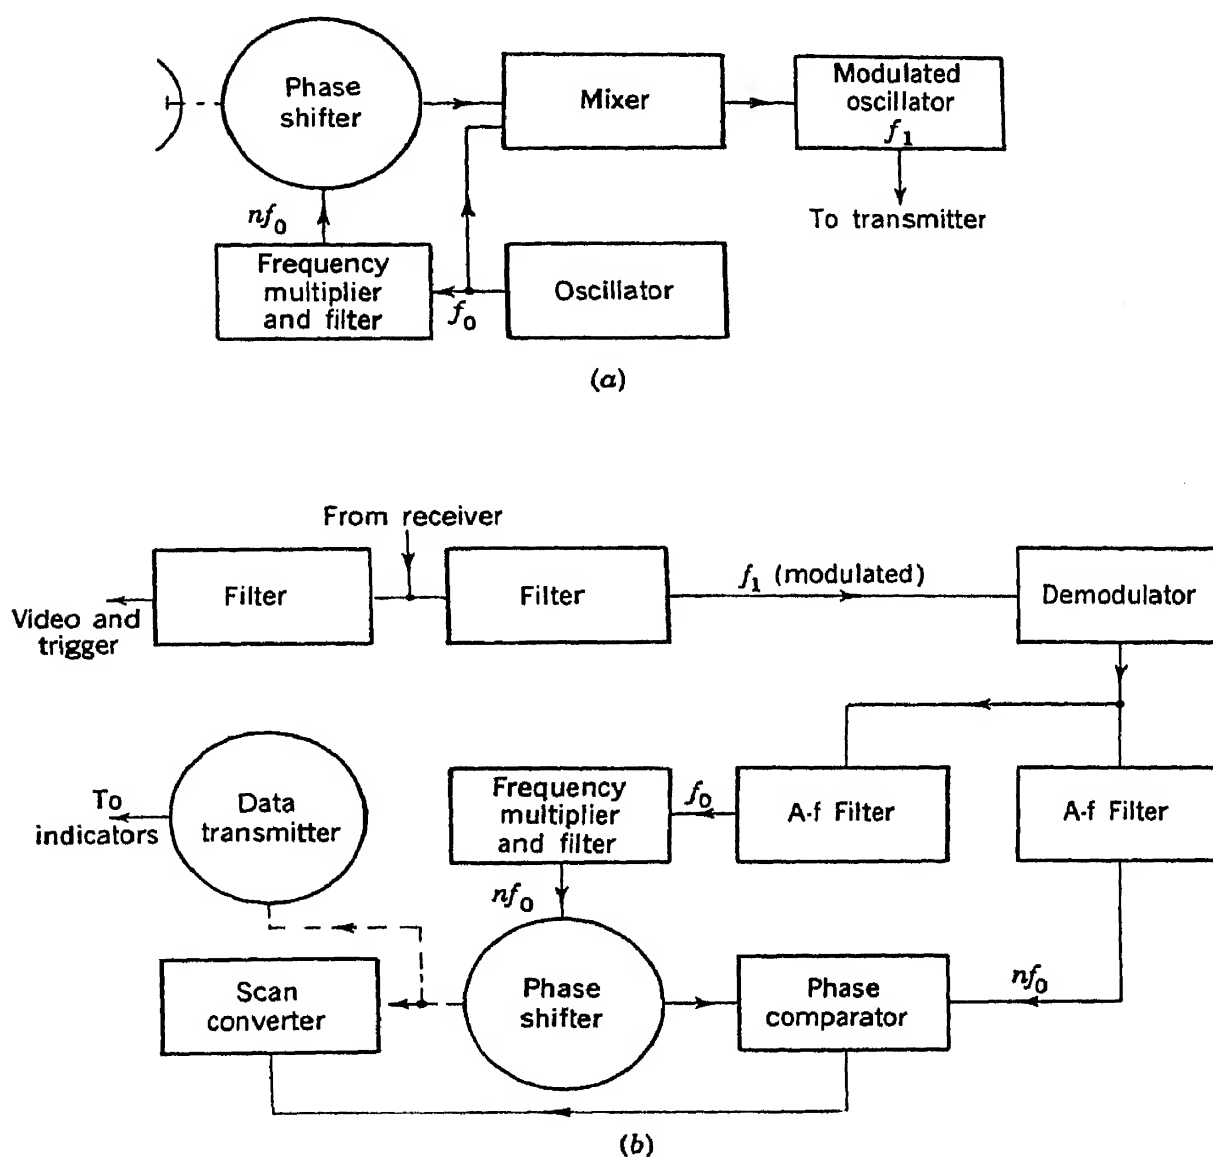 Phase
shifter
Mixer
Modulated
oscillator
f₁
To transmitter
nf₀
Frequency
multiplier
and filter
f₀
Oscillator
(a)
From receiver
Filter
Filter
f₁ (modulated)
Demodulator
Video and
trigger
To
indicators
Data
transmitter
Frequency
multiplier
and filter
f₀
A-f Filter
A-f Filter
nf₀
Scan
converter
Phase
shifter
Phase
comparator
nf₀
(b)